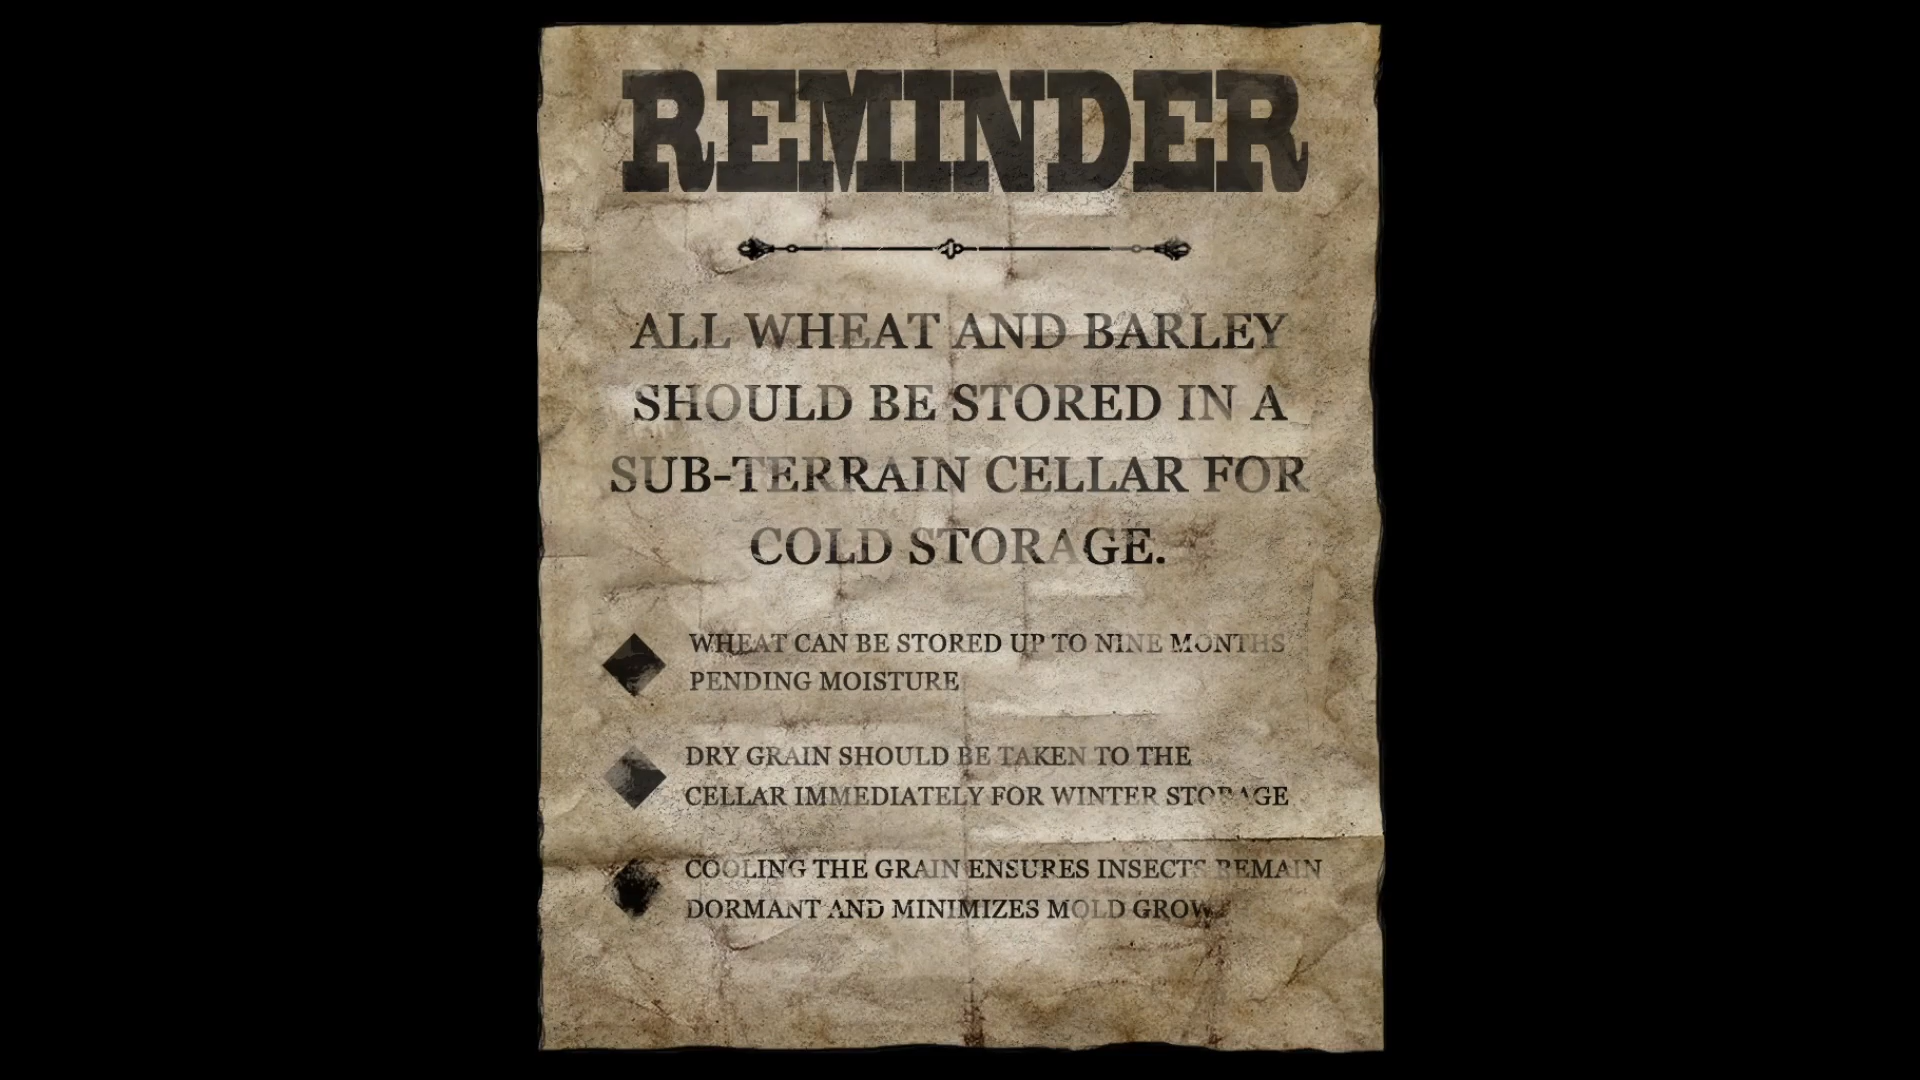 REMINDER
ALL WHEAT AND BARLEY
SHOULD BE STORED IN A
SUB-TERRAIN CELLAR FOR
COLD STORAGE.
WHEAT CAN BE STORED UP TO NINE MONTHS
PENDING MOISTURE
DRY GRAIN SHOULD BE TAKEN TO THE
CELLAR IMMEDIATELY FOR WINTER STORAGE
COOLING THE GRAIN ENSURES INSECTS REMAIN
DORMANT AND MINIMIZES MOLD GROW